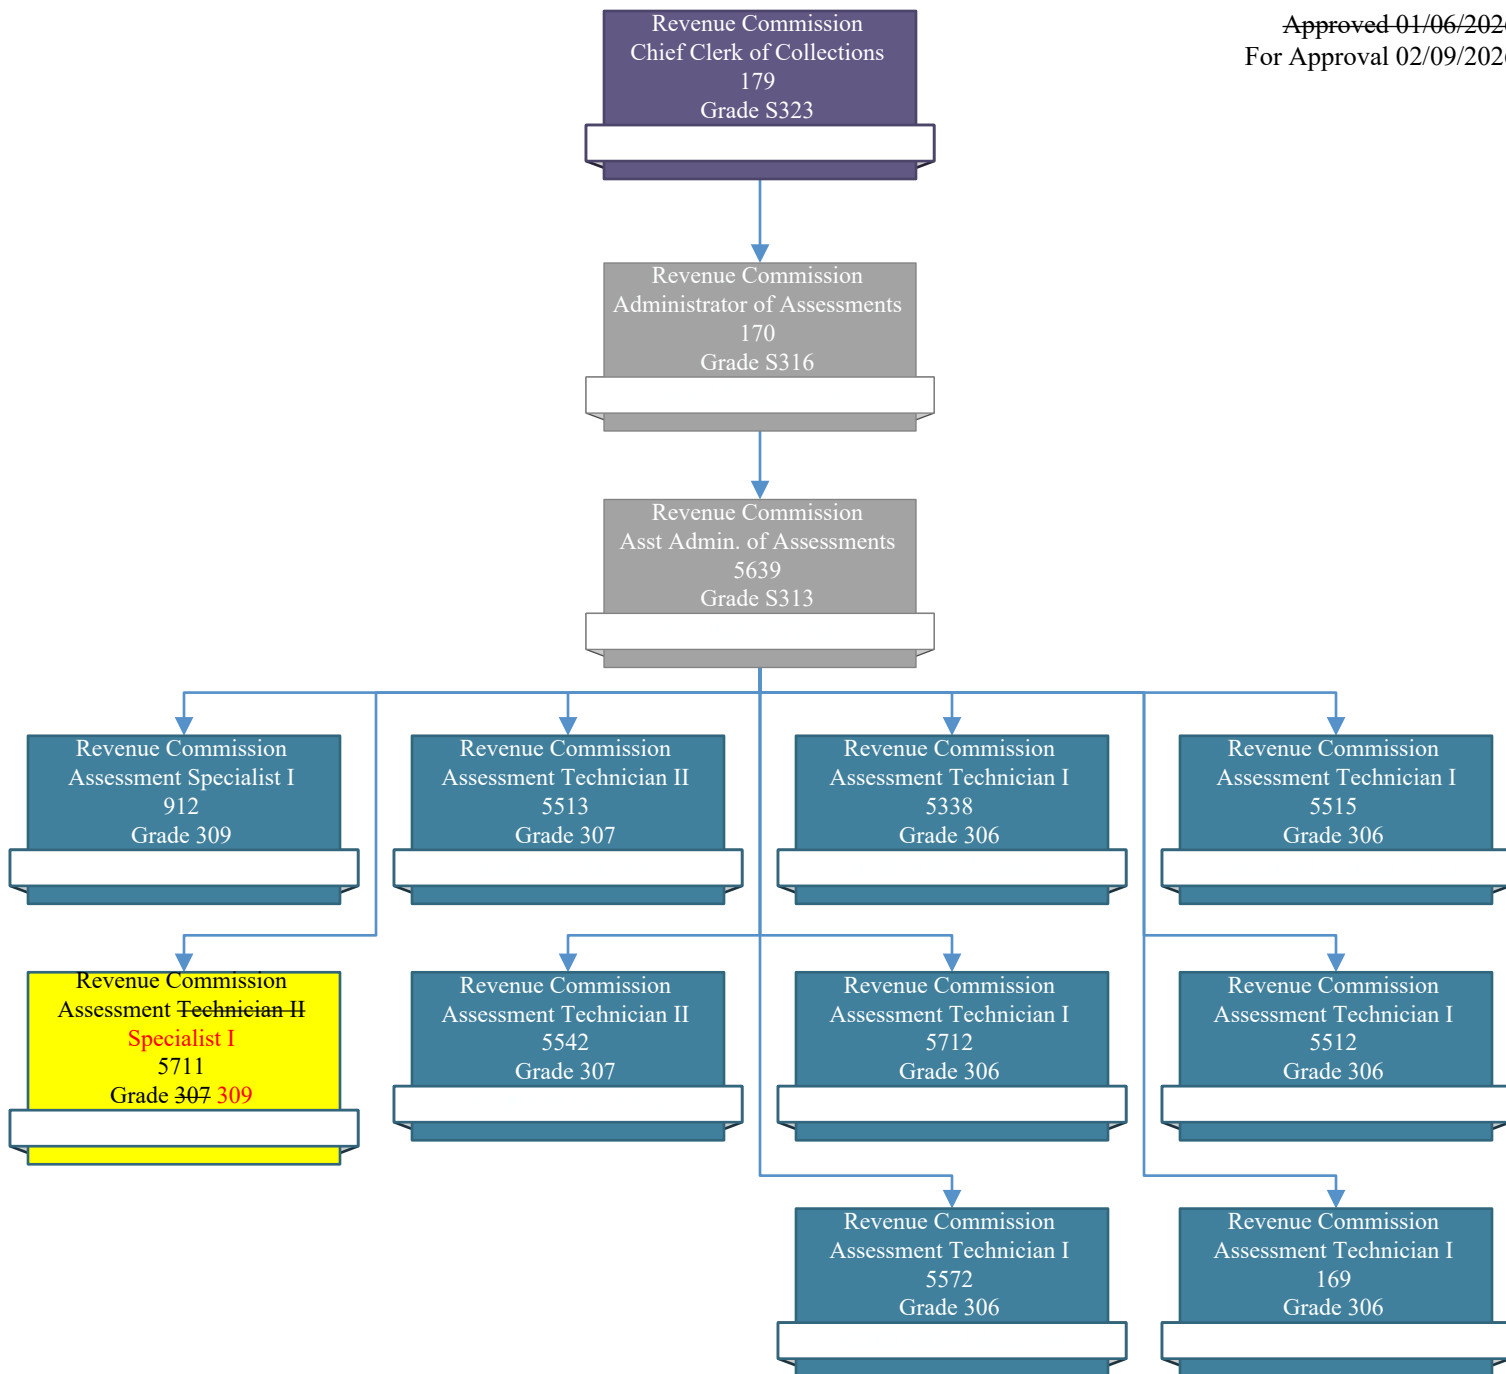 Approved 01/06/2026
For Approval 02/09/2026
Revenue Commission
Chief Clerk of Collections
179
Grade S323
Revenue Commission
Administrator of Assessments
170
Grade S316
Revenue Commission
Asst Admin. of Assessments
5639
Grade S313
Revenue Commission
Assessment Specialist I
912
Grade 309
Revenue Commission
Assessment Technician II
5513
Grade 307
Revenue Commission
Assessment Technician I
5338
Grade 306
Revenue Commission
Assessment Technician I
5515
Grade 306
Revenue Commission
Assessment Technician II
Specialist I
5711
Grade 307 309
Revenue Commission
Assessment Technician II
5542
Grade 307
Revenue Commission
Assessment Technician I
5712
Grade 306
Revenue Commission
Assessment Technician I
5512
Grade 306
Revenue Commission
Assessment Technician I
5572
Grade 306
Revenue Commission
Assessment Technician I
169
Grade 306